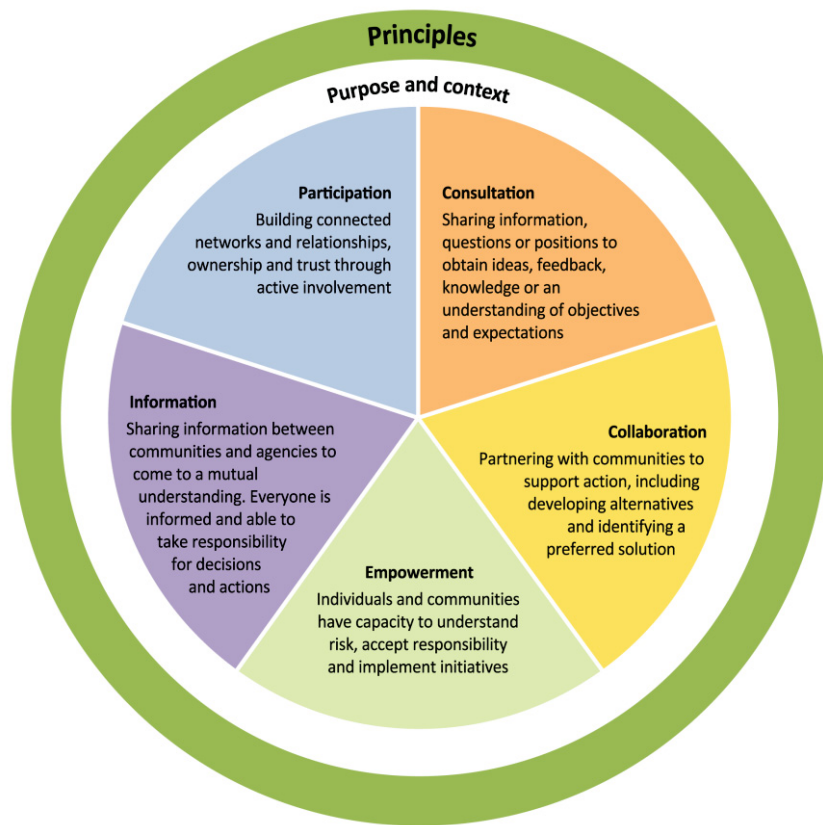 Principles
Purpose and context
Participation
Building connected
networks and relationships,
ownership and trust through
active involvement
Consultation
Sharing information,
questions or positions to
obtain ideas, feedback,
knowledge or an
understanding of objectives
and expectations
Information
Sharing information between
communities and agencies to
come to a mutual
understanding. Everyone is
informed and able to
take responsibility
for decisions
and actions
Collaboration
Partnering with communities to
support action, including
developing alternatives
and identifying a
preferred solution
Empowerment
Individuals and communities
have capacity to understand
risk, accept responsibility
and implement initiatives